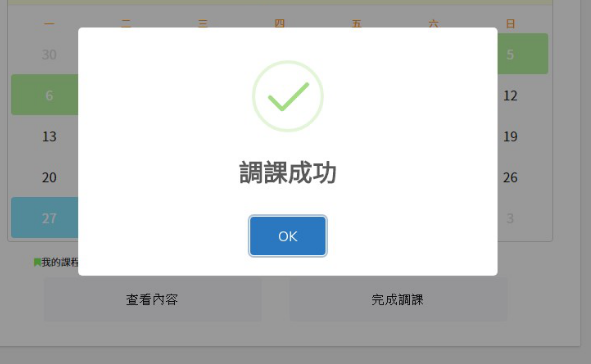 一 二 三 四 五 六 日
30 5
6 12
13 19
20 26
27 3
調課成功
OK
我的課程
查看內容 完成調課